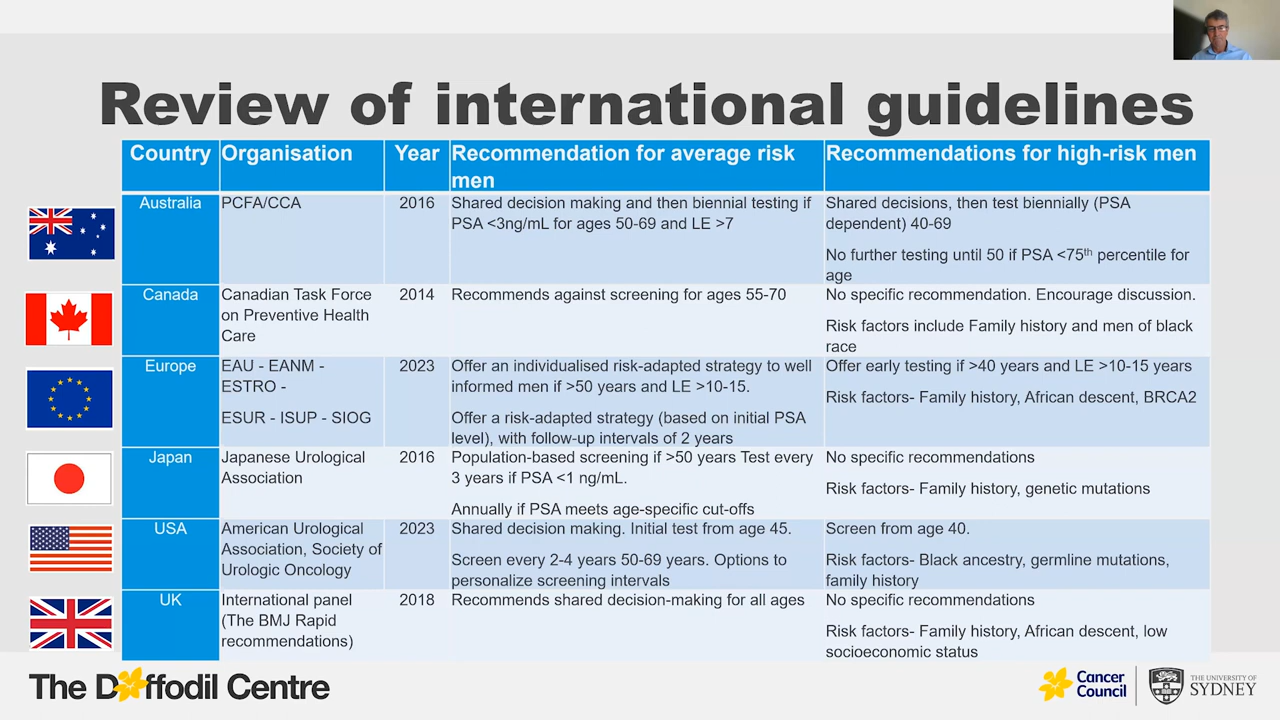 Review of international guidelines
Country Organisation Year Recommendation for average risk men Recommendations for high-risk men
Australia
PCFA/CCA
2016
Shared decision making and then biennial testing if
PSA <3ng/mL for ages 50-69 and LE >7
Shared decisions, then test biennially (PSA
dependent) 40-69
No further testing until 50 if PSA <75th percentile for
age
Canada
Canadian Task Force
on Preventive Health
Care
2014
Recommends against screening for ages 55-70
No specific recommendation. Encourage discussion.
Risk factors include Family history and men of black
race
Europe
EAU - EANM -
ESTRO -
ESUR - ISUP - SIOG
2023
Offer an individualised risk-adapted strategy to well
informed men if >50 years and LE >10-15.
Offer a risk-adapted strategy (based on initial PSA
level), with follow-up intervals of 2 years
Offer early testing if >40 years and LE >10-15 years
Risk factors- Family history, African descent, BRCA2
Japan
Japanese Urological
Association
2016
Population-based screening if >50 years Test every
3 years if PSA <1 ng/mL.
Annually if PSA meets age-specific cut-offs
No specific recommendations
Risk factors- Family history, genetic mutations
USA
American Urological
Association, Society of
Urologic Oncology
2023
Shared decision making. Initial test from age 45.
Screen every 2-4 years 50-69 years. Options to
personalize screening intervals
Screen from age 40.
Risk factors- Black ancestry, germline mutations,
family history
UK
International panel
(The BMJ Rapid
recommendations)
2018
Recommends shared decision-making for all ages
No specific recommendations
Risk factors- Family history, African descent, low
socioeconomic status
The Daffodil Centre
Cancer
Council
THE UNIVERSITY OF
SYDNEY